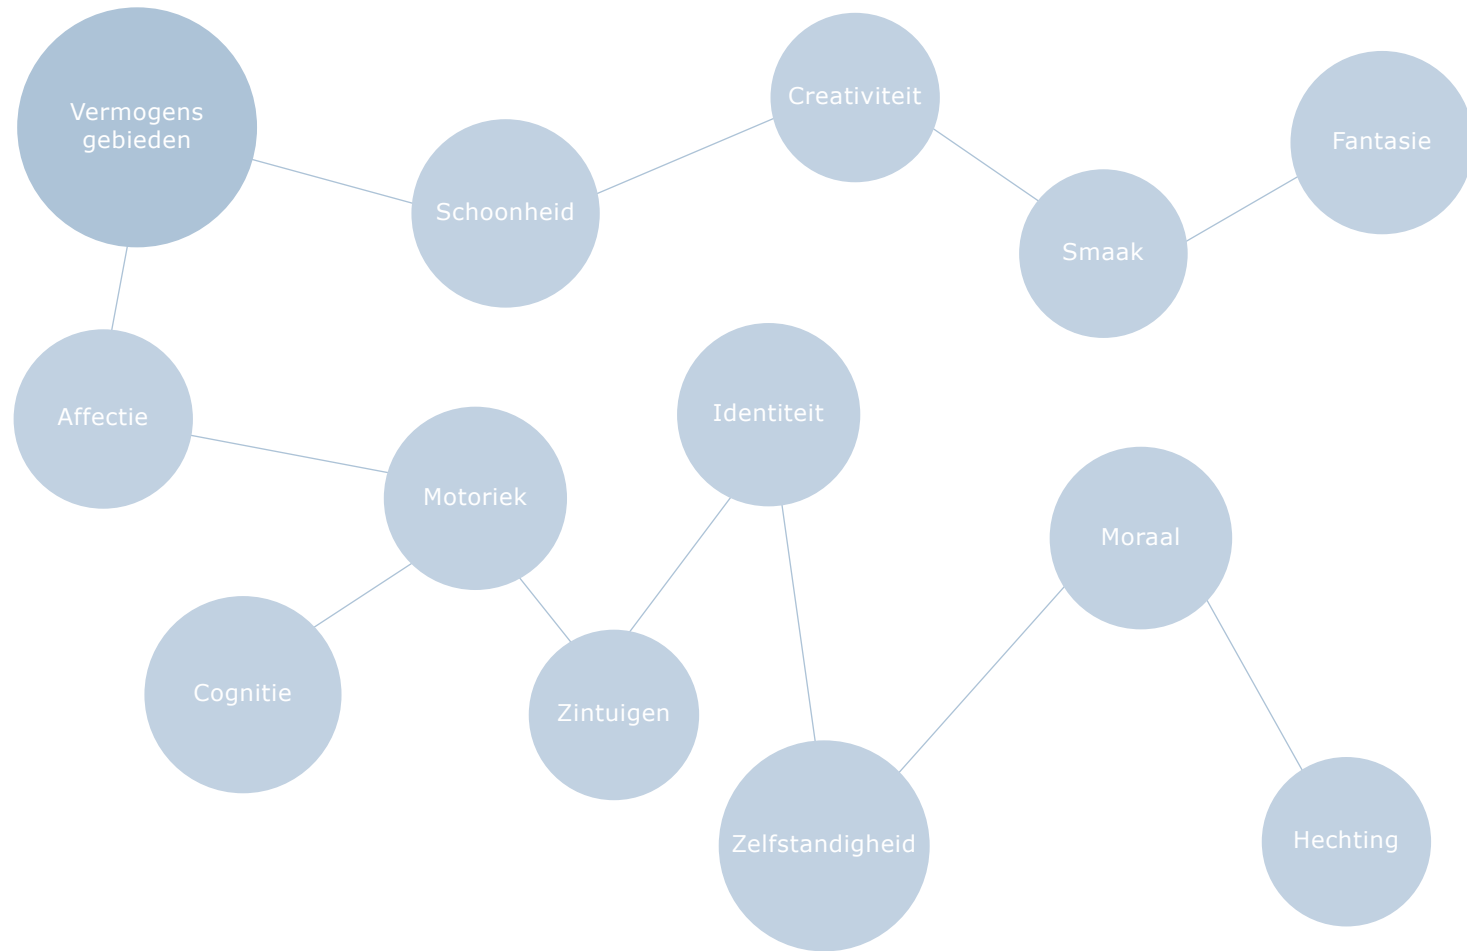 Vermogens
gebieden
Schoonheid
Creativiteit
Smaak
Fantasie
Affectie
Motoriek
Identiteit
Moraal
Cognitie
Zintuigen
Zelfstandigheid
Hechting